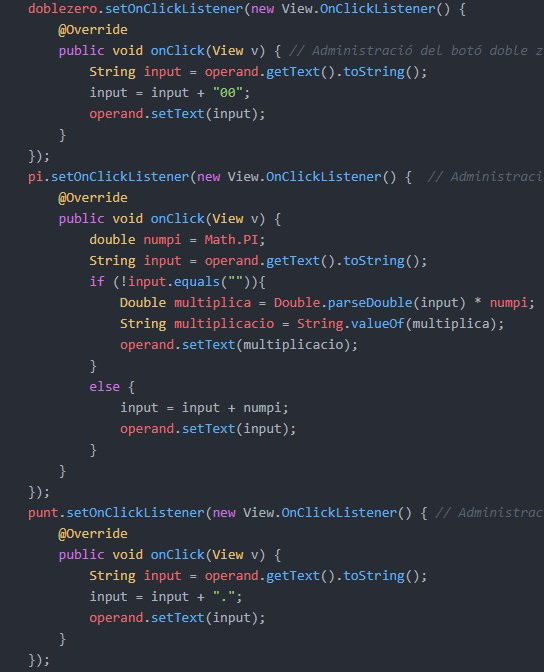 doblezero.setOnClickListener(new View.OnClickListener() {
    @Override
    public void onClick(View v) { // Administració del botó doble z
        String input = operand.getText().toString();
        input = input + "00";
        operand.setText(input);
    }
});
pi.setOnClickListener(new View.OnClickListener() {  // Administraci
    @Override
    public void onClick(View v) {
        double numpi = Math.PI;
        String input = operand.getText().toString();
        if (!input.equals("")){
            Double multiplica = Double.parseDouble(input) * numpi;
            String multiplicacio = String.valueOf(multiplica);
            operand.setText(multiplicacio);
        }
        else {
            input = input + numpi;
            operand.setText(input);
        }
    }
});
punt.setOnClickListener(new View.OnClickListener() { // Administrac
    @Override
    public void onClick(View v) {
        String input = operand.getText().toString();
        input = input + ".";
        operand.setText(input);
    }
});